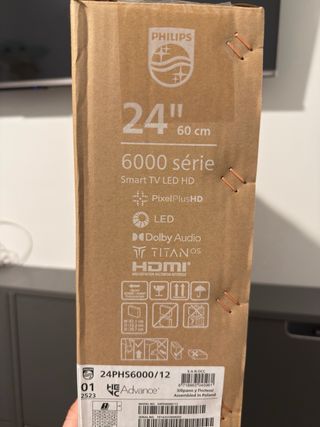 PHILIPS
24"
60 cm
6000 série
Smart TV LED HD
PixelPlusHD
LED
Dolby Audio
TITAN OS
HDMI
24PHS6000/12
01
2523
Advance
Assembled in Poland